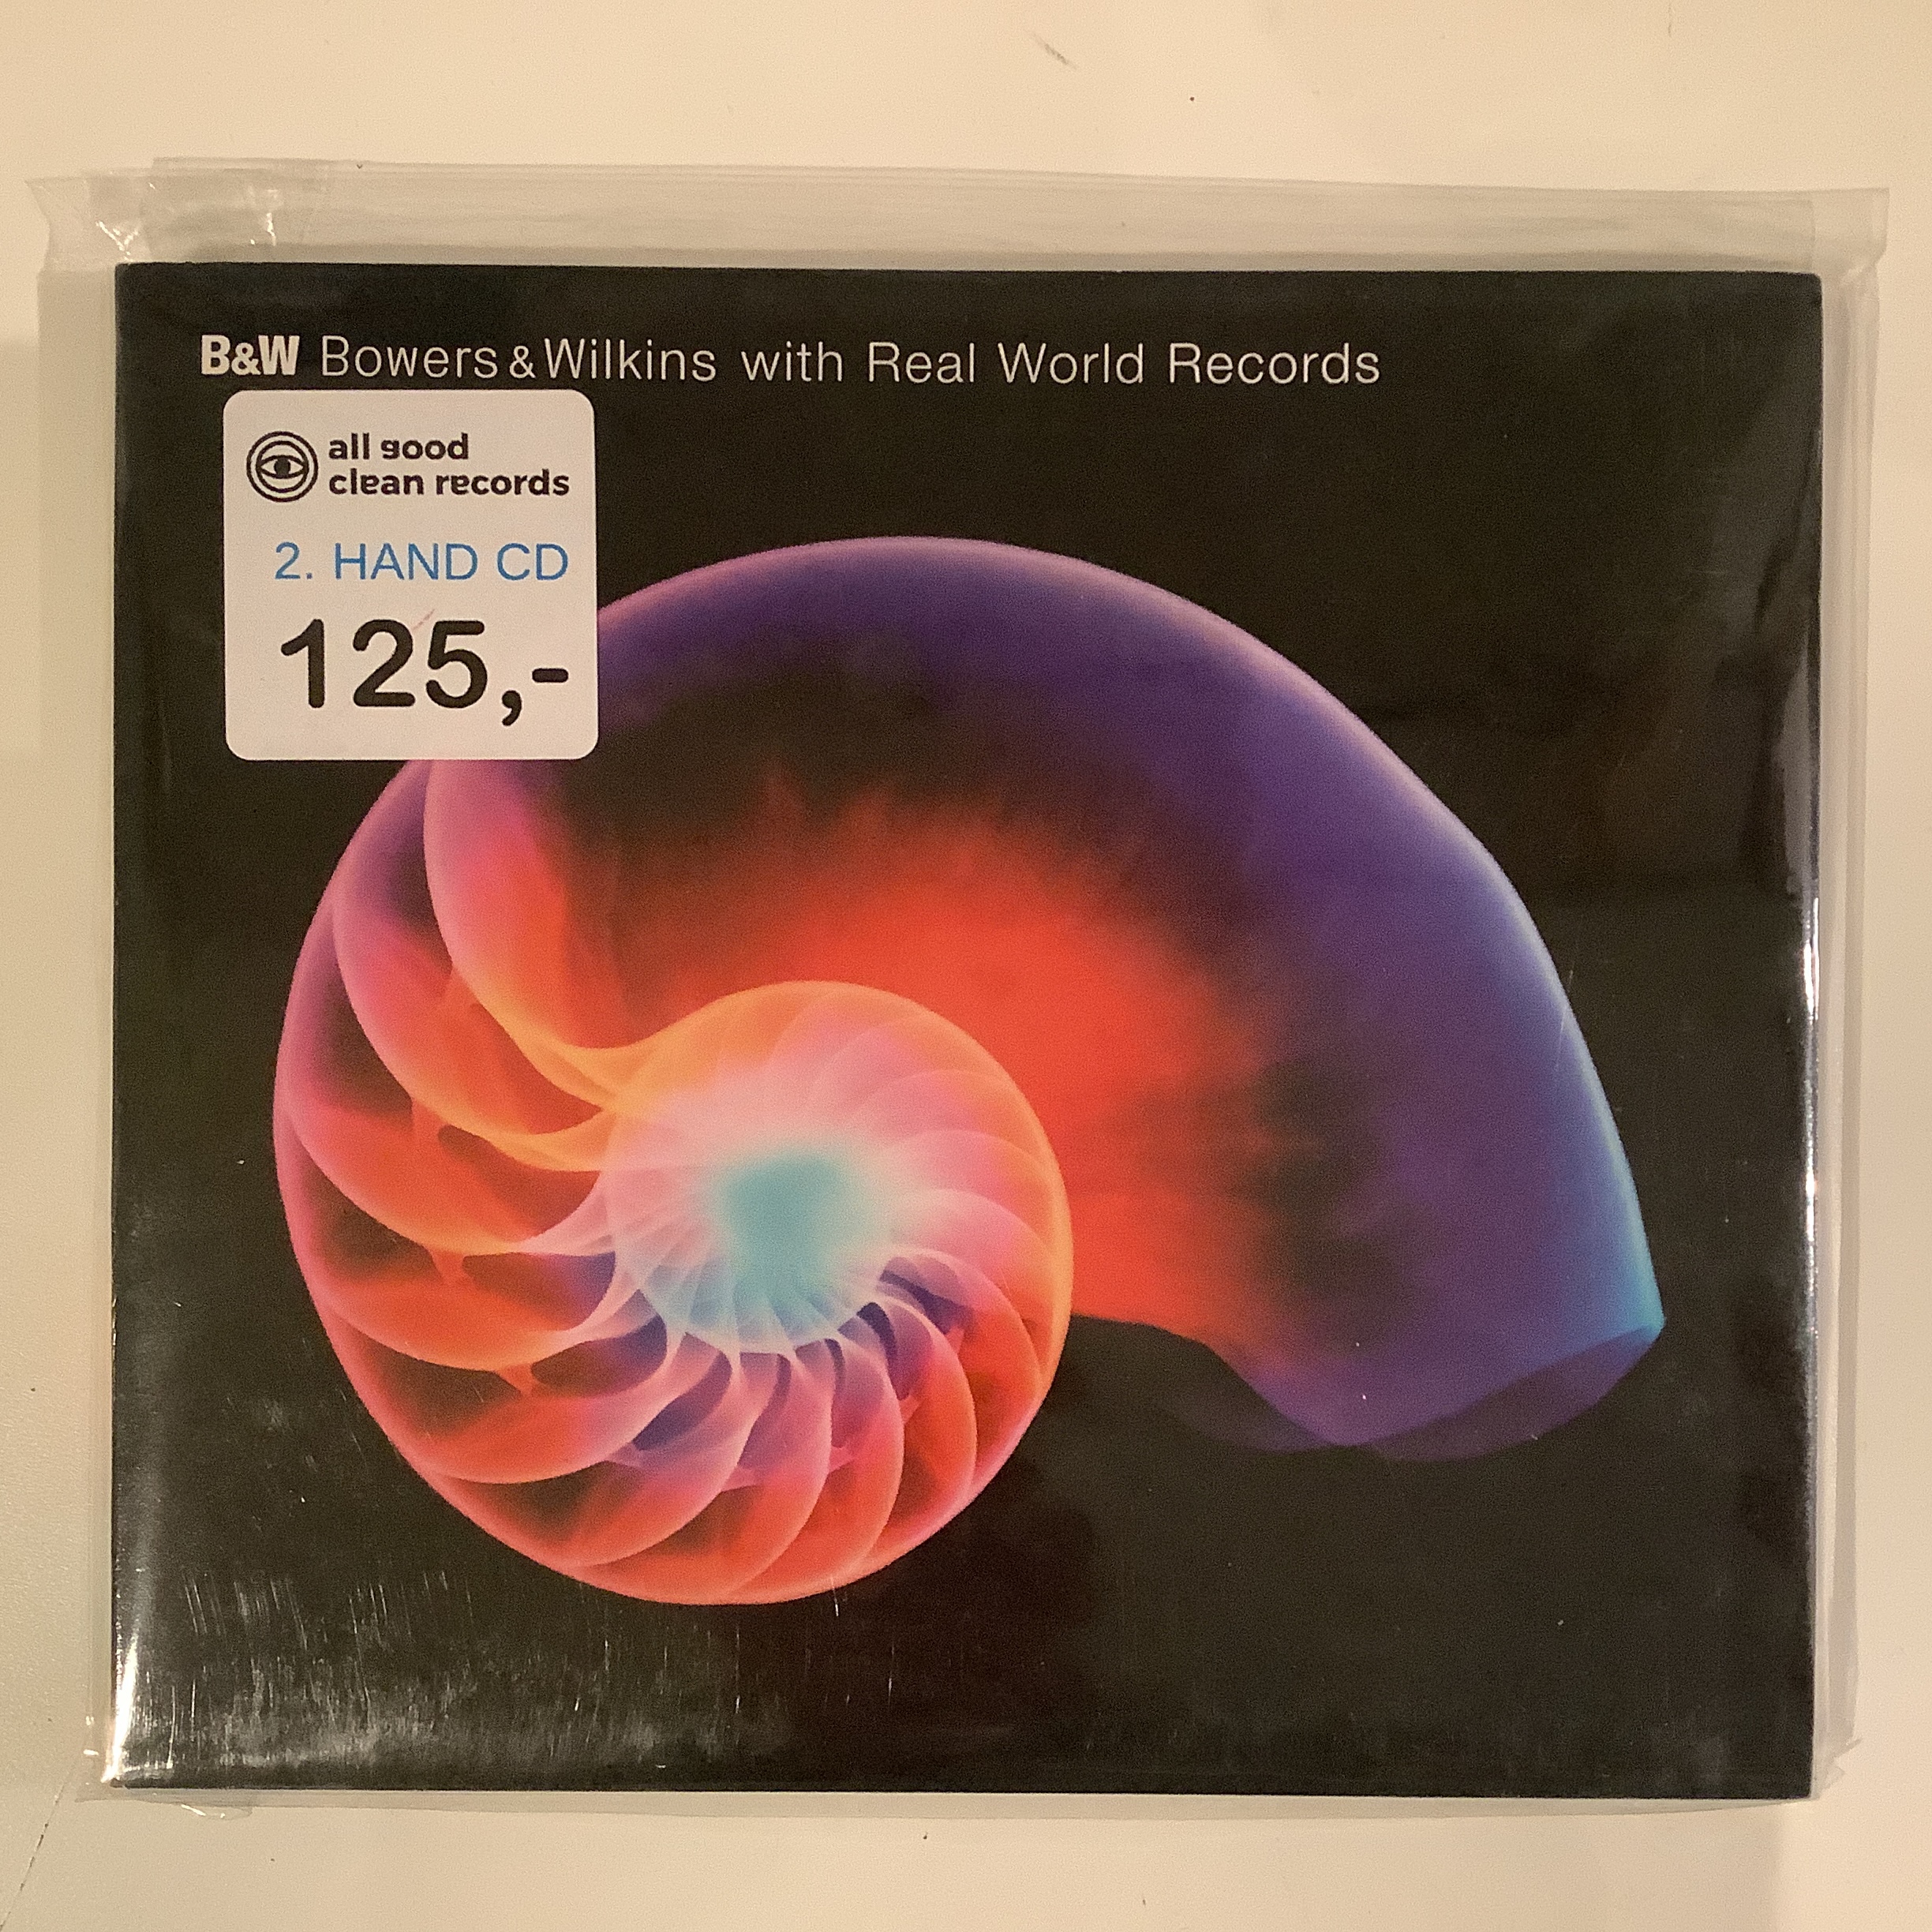 B&W Bowers & Wilkins with Real World Records
all good
clean records
2. HAND CD
125,-